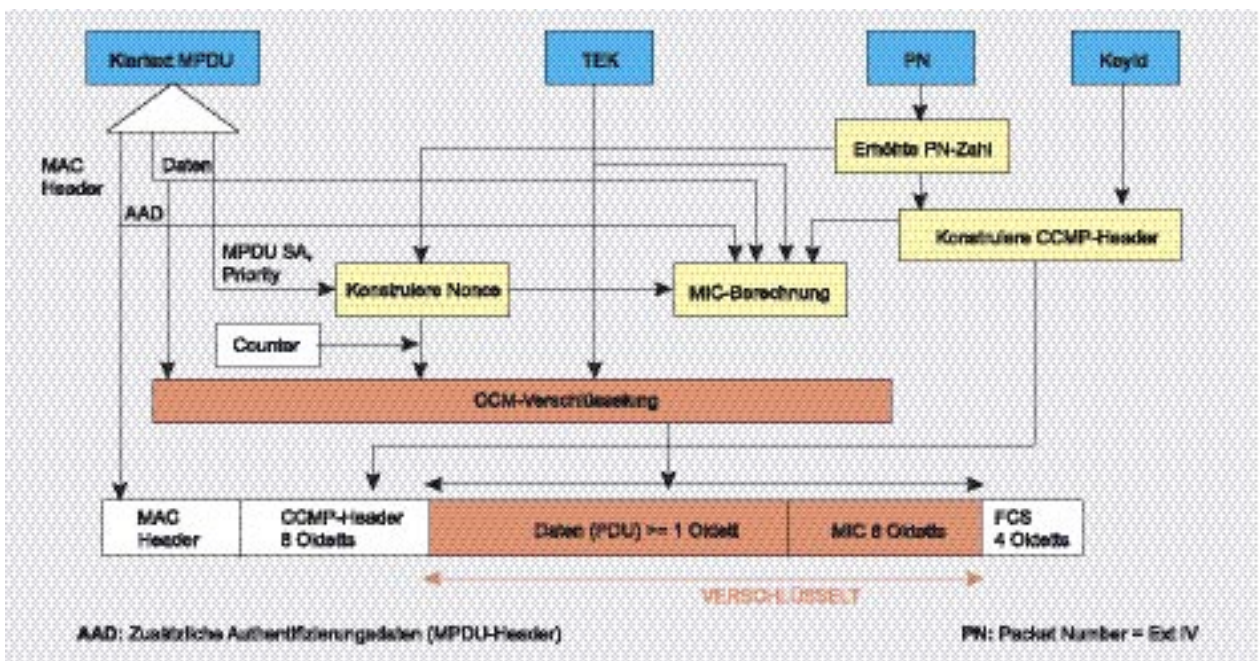 Klartext MPDU
TEK
PN
KeyId
Erhöhte PN-Zahl
MAC
Header
Daten
AAD
Konstruiere CCMP-Header
MPDU SA,
Priority
Konstruiere Nonce
MIC-Berechnung
Counter
CCM-Verschlüsselung
MAC
Header
CCMP-Header
8 Oktetts
Daten (PDU) >= 1 Oktett
MIC 8 Oktetts
FCS
4 Oktetts
VERSCHLÜSSELT
AAD: Zusätzliche Authentifizierungsdaten (MPDU-Header)
PN: Packet Number = Ext IV